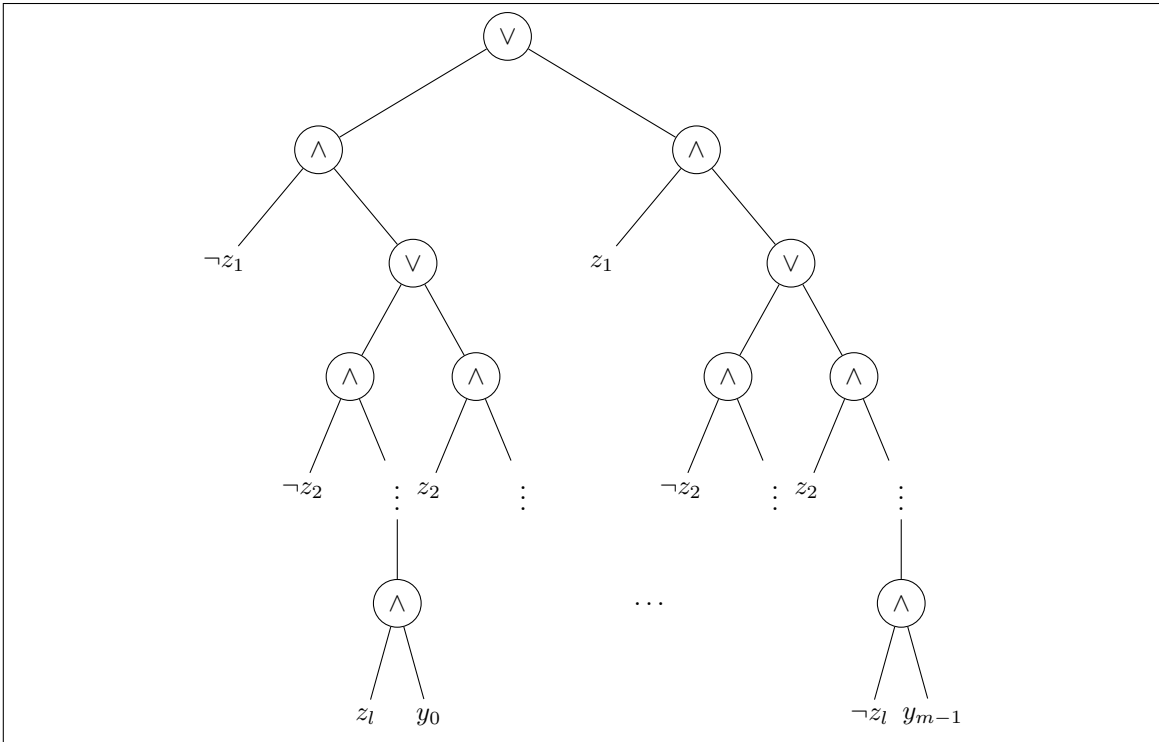 ∨
∧ ∧
¬z₁ ∨ z₁ ∨
∧ ∧ ∧ ∧
¬z₂ ⋮ z₂ ⋮ ¬z₂ ⋮ z₂ ⋮
∧ … ∧
zₗ y₀ ¬zₗ yₘ₋₁